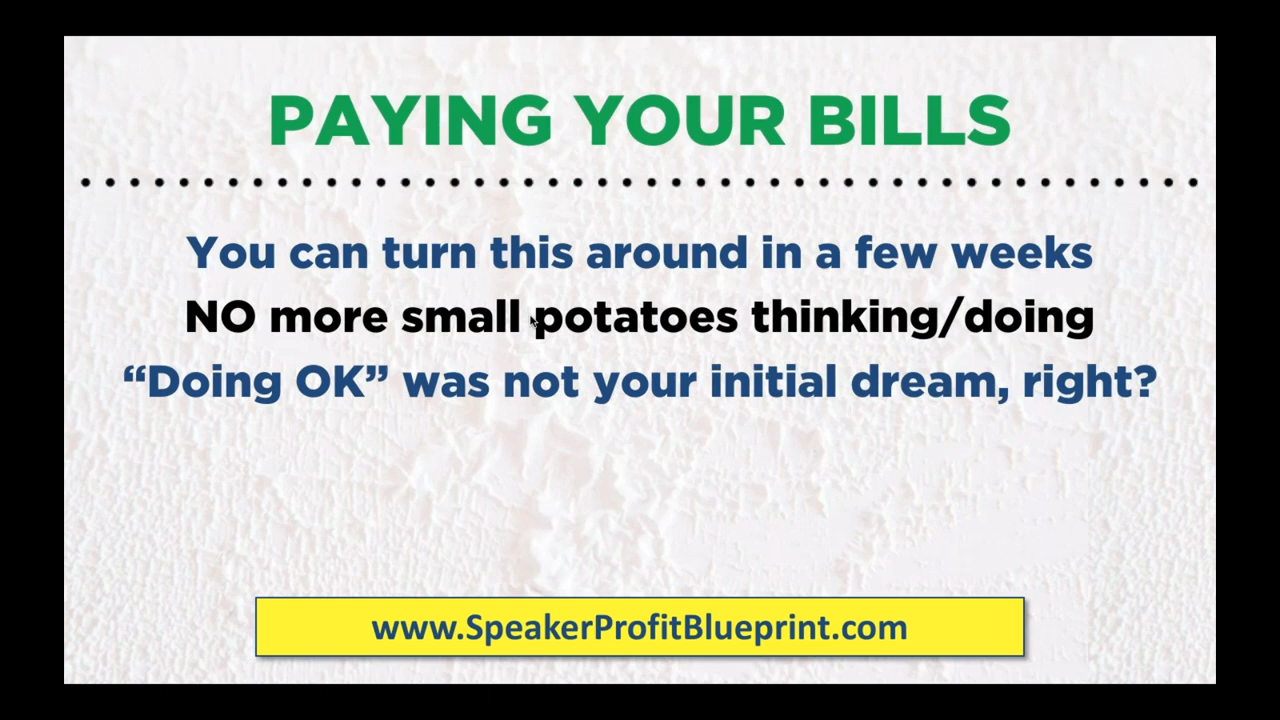 PAYING YOUR BILLS
You can turn this around in a few weeks
NO more small potatoes thinking/doing
“Doing OK” was not your initial dream, right?
www.SpeakerProfitBlueprint.com